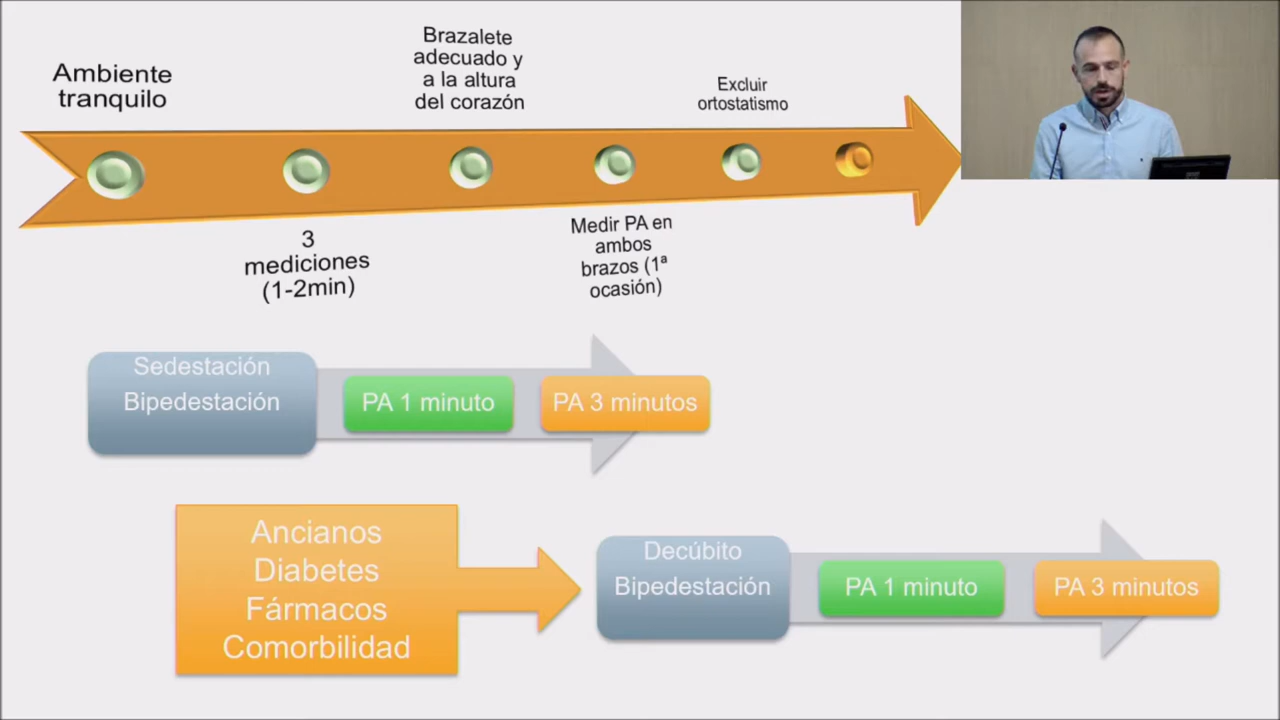 Ambiente
tranquilo
3
mediciones
(1-2min)
Brazalete
adecuado y
a la altura
del corazón
Medir PA en
ambos
brazos (1ª
ocasión)
Excluir
ortostatismo
Sedestación
Bipedestación
PA 1 minuto
PA 3 minutos
Ancianos
Diabetes
Fármacos
Comorbilidad
Decúbito
Bipedestación
PA 1 minuto
PA 3 minutos